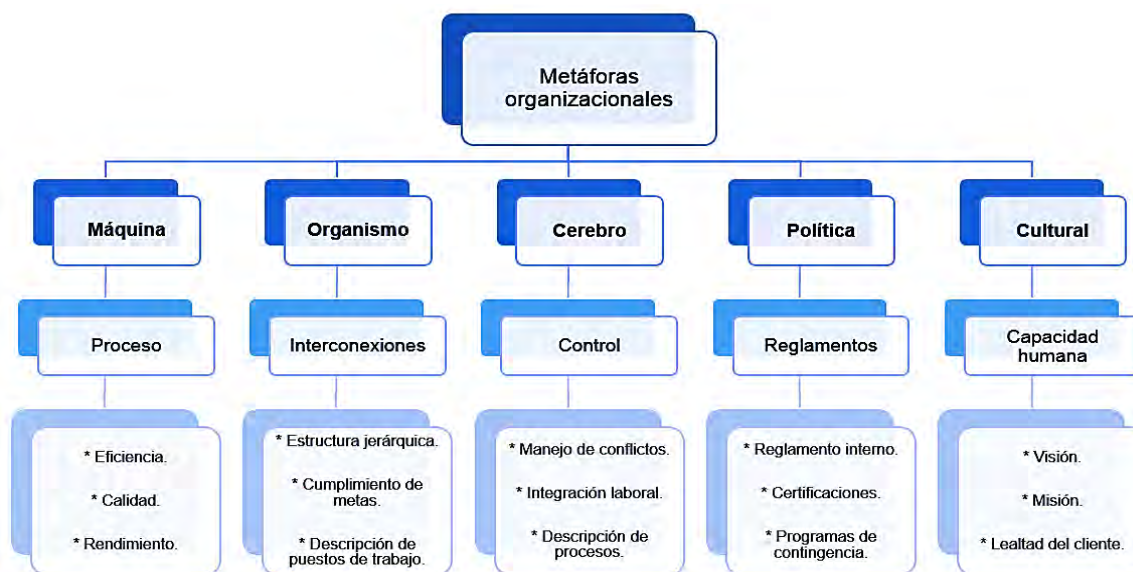 Metáforas
organizacionales
Máquina
Organismo
Cerebro
Política
Cultural
Proceso
Interconexiones
Control
Reglamentos
Capacidad
humana
* Eficiencia.
* Calidad.
* Rendimiento.
* Estructura jerárquica.
* Cumplimiento de
metas.
* Descripción de
puestos de trabajo.
* Manejo de conflictos.
* Integración laboral.
* Descripción de
procesos.
* Reglamento interno.
* Certificaciones.
* Programas de
contingencia.
* Visión.
* Misión.
* Lealtad del cliente.